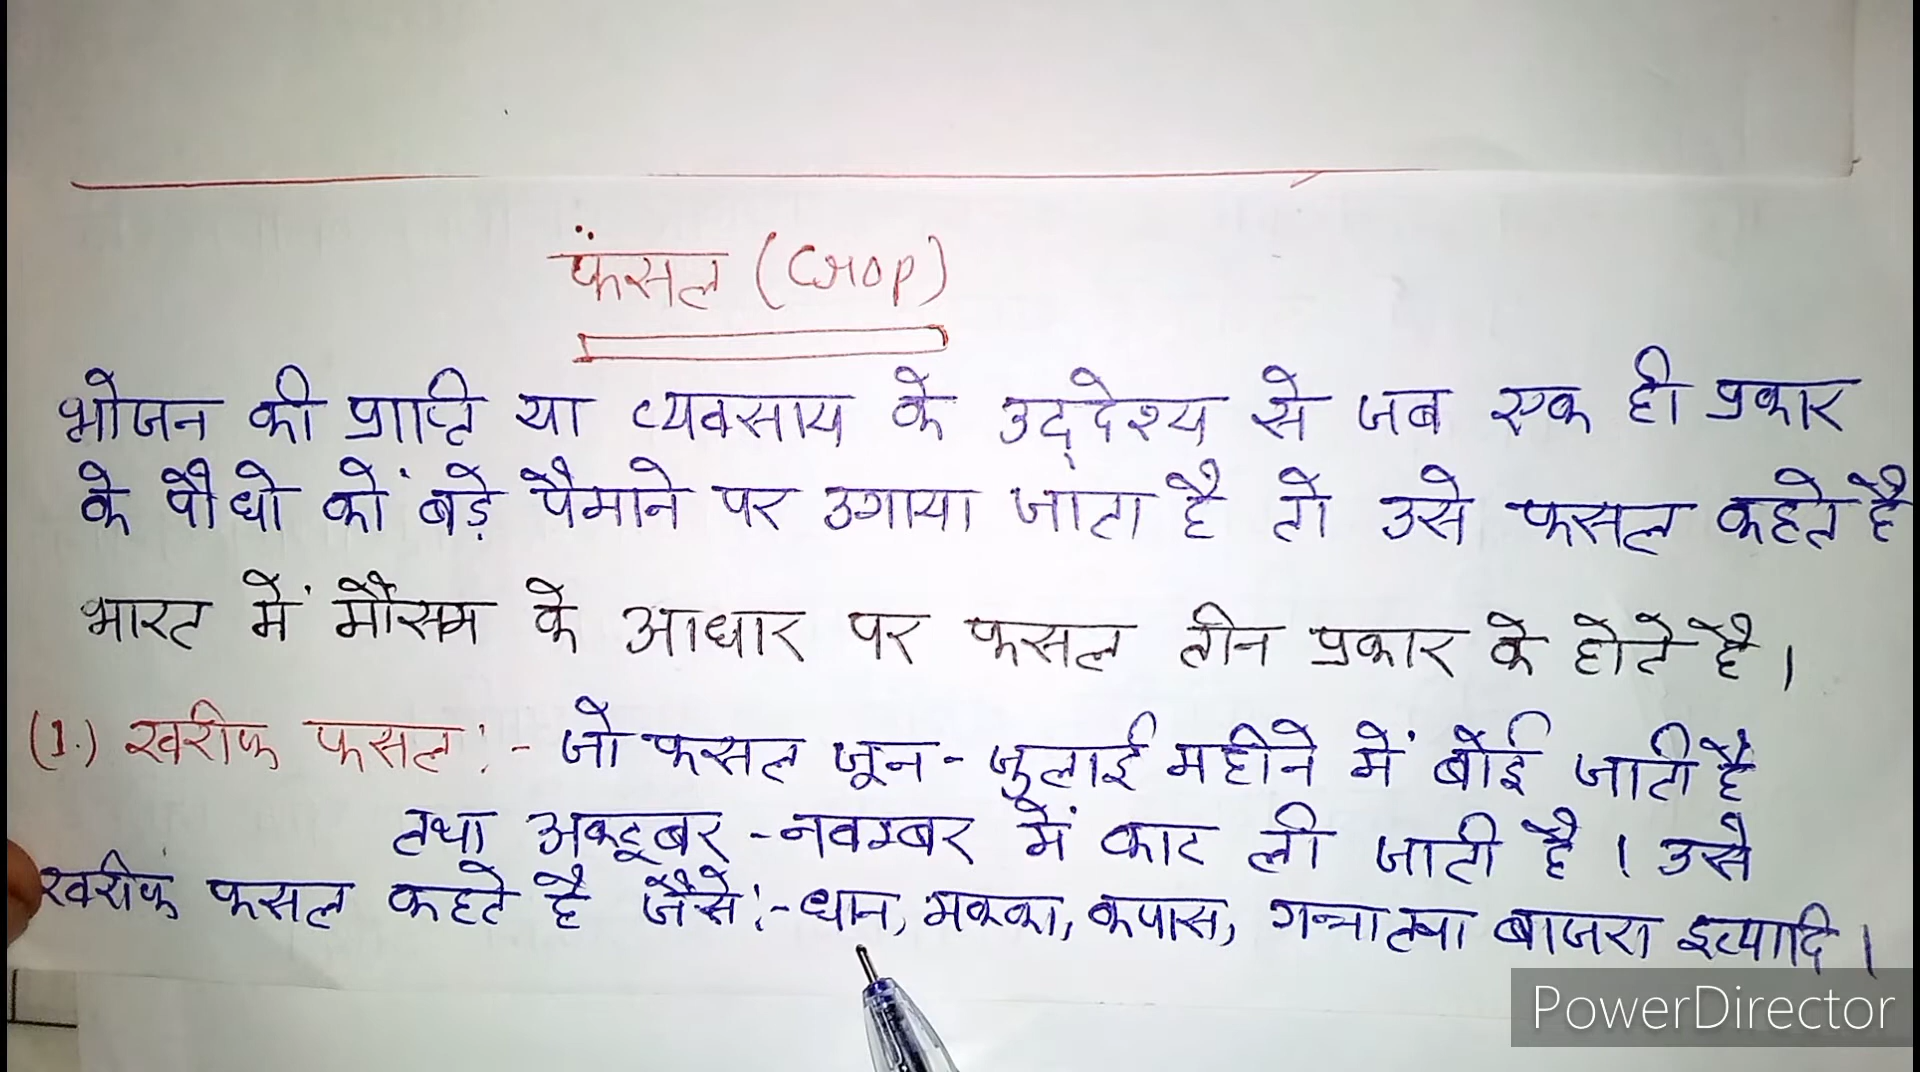 फंसल (Crop)
भोजन की प्राप्ति या व्यवसाय के उद्देश्य से जब एक ही प्रकार
के पौधो कों बड़े पैमाने पर उगाया जाता है तो उसे फसल कहते है
भारत में मौसम के आधार पर फसल तीन प्रकार के होते है।
(1.) खरीफ फसल:- जो फसल जून-जुलाई महीने में बोई जाती है
तथा अक्टूबर-नवम्बर में काट ली जाती है। उसे
खरीफ फसल कहते है जैसे:- धान, मक्का, कपास, गन्ना तथा बाजरा इत्यादि।
PowerDirector